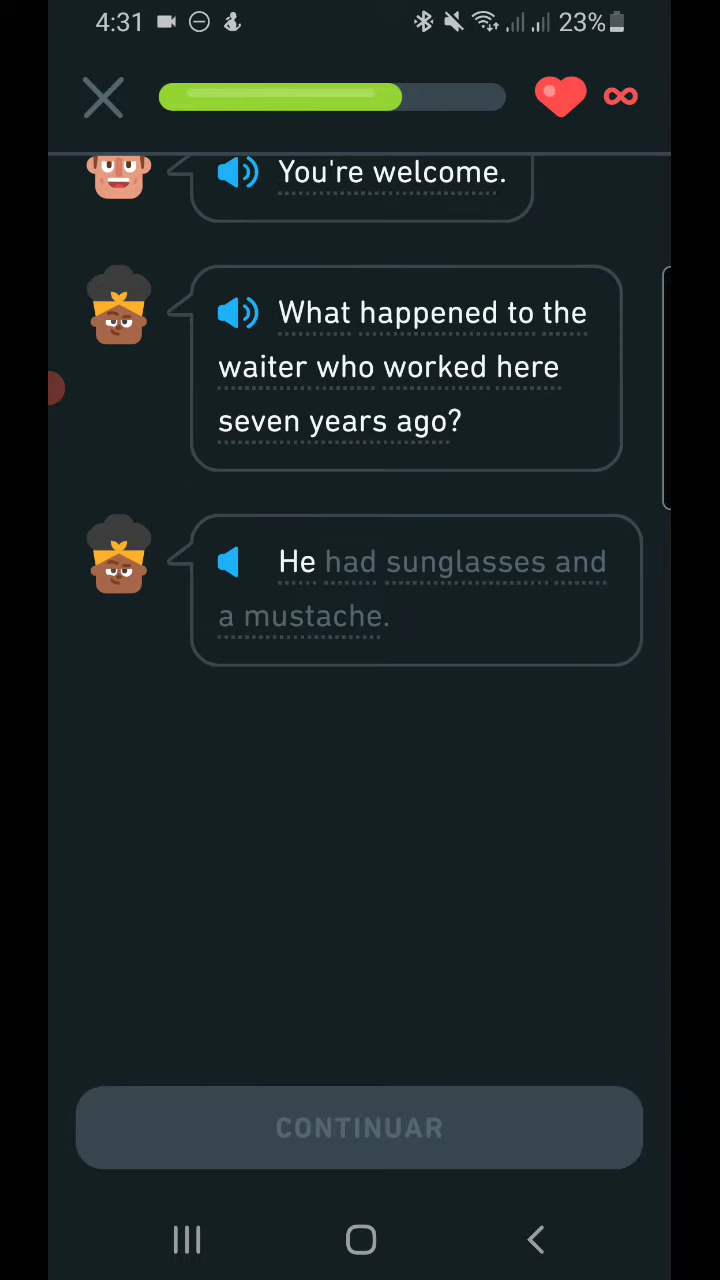 4:31
23%
You're welcome.
What happened to the
waiter who worked here
seven years ago?
He had sunglasses and
a mustache.
CONTINUAR